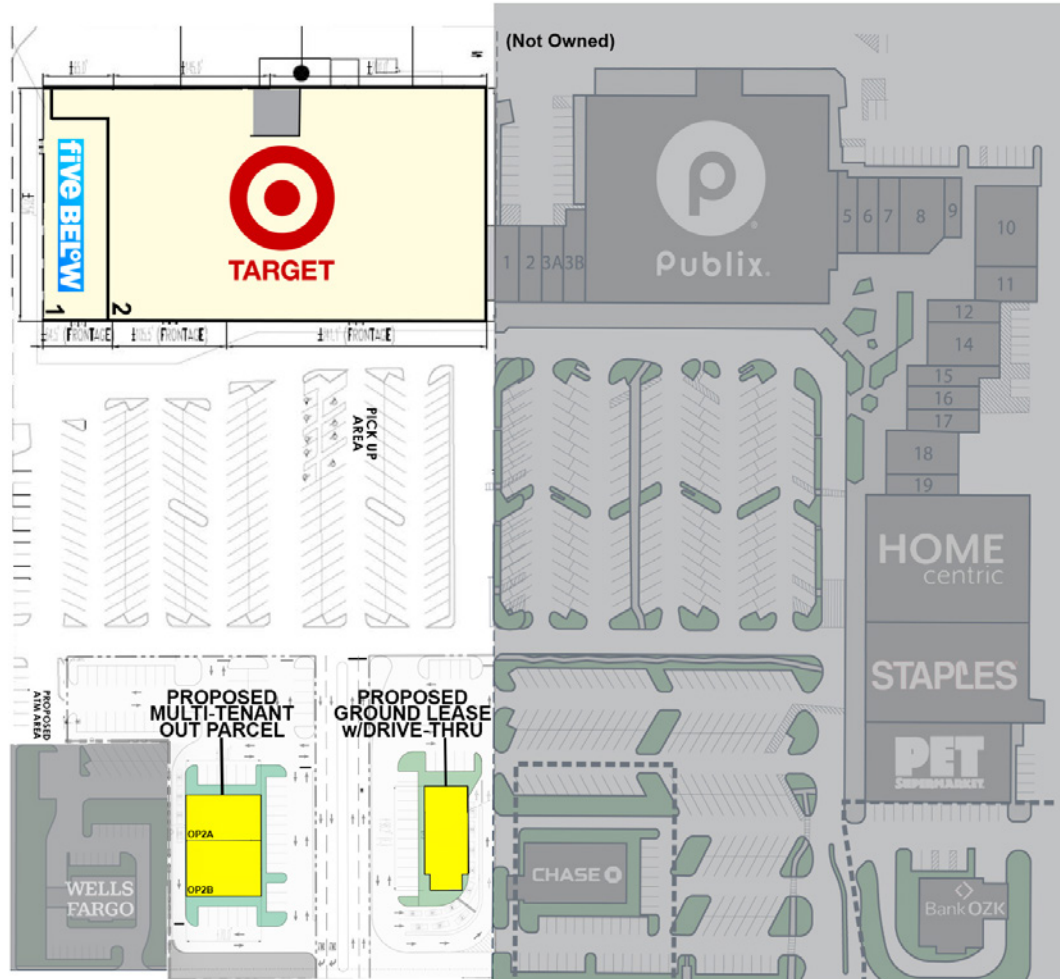 (Not Owned)
five BELOW
TARGET
1
2
(FRONTAGE)
(FRONTAGE)
(FRONTAGE)
Publix.
1
2
3A
3B
5
6
7
8
9
10
11
12
14
15
16
17
18
19
PICK UP
AREA
HOME
centric
STAPLES
PET
SUPERMARKET
PROPOSED
ATM AREA
PROPOSED
MULTI-TENANT
OUT PARCEL
PROPOSED
GROUND LEASE
w/DRIVE-THRU
OP2A
OP2B
WELLS
FARGO
CHASE
BankOZK